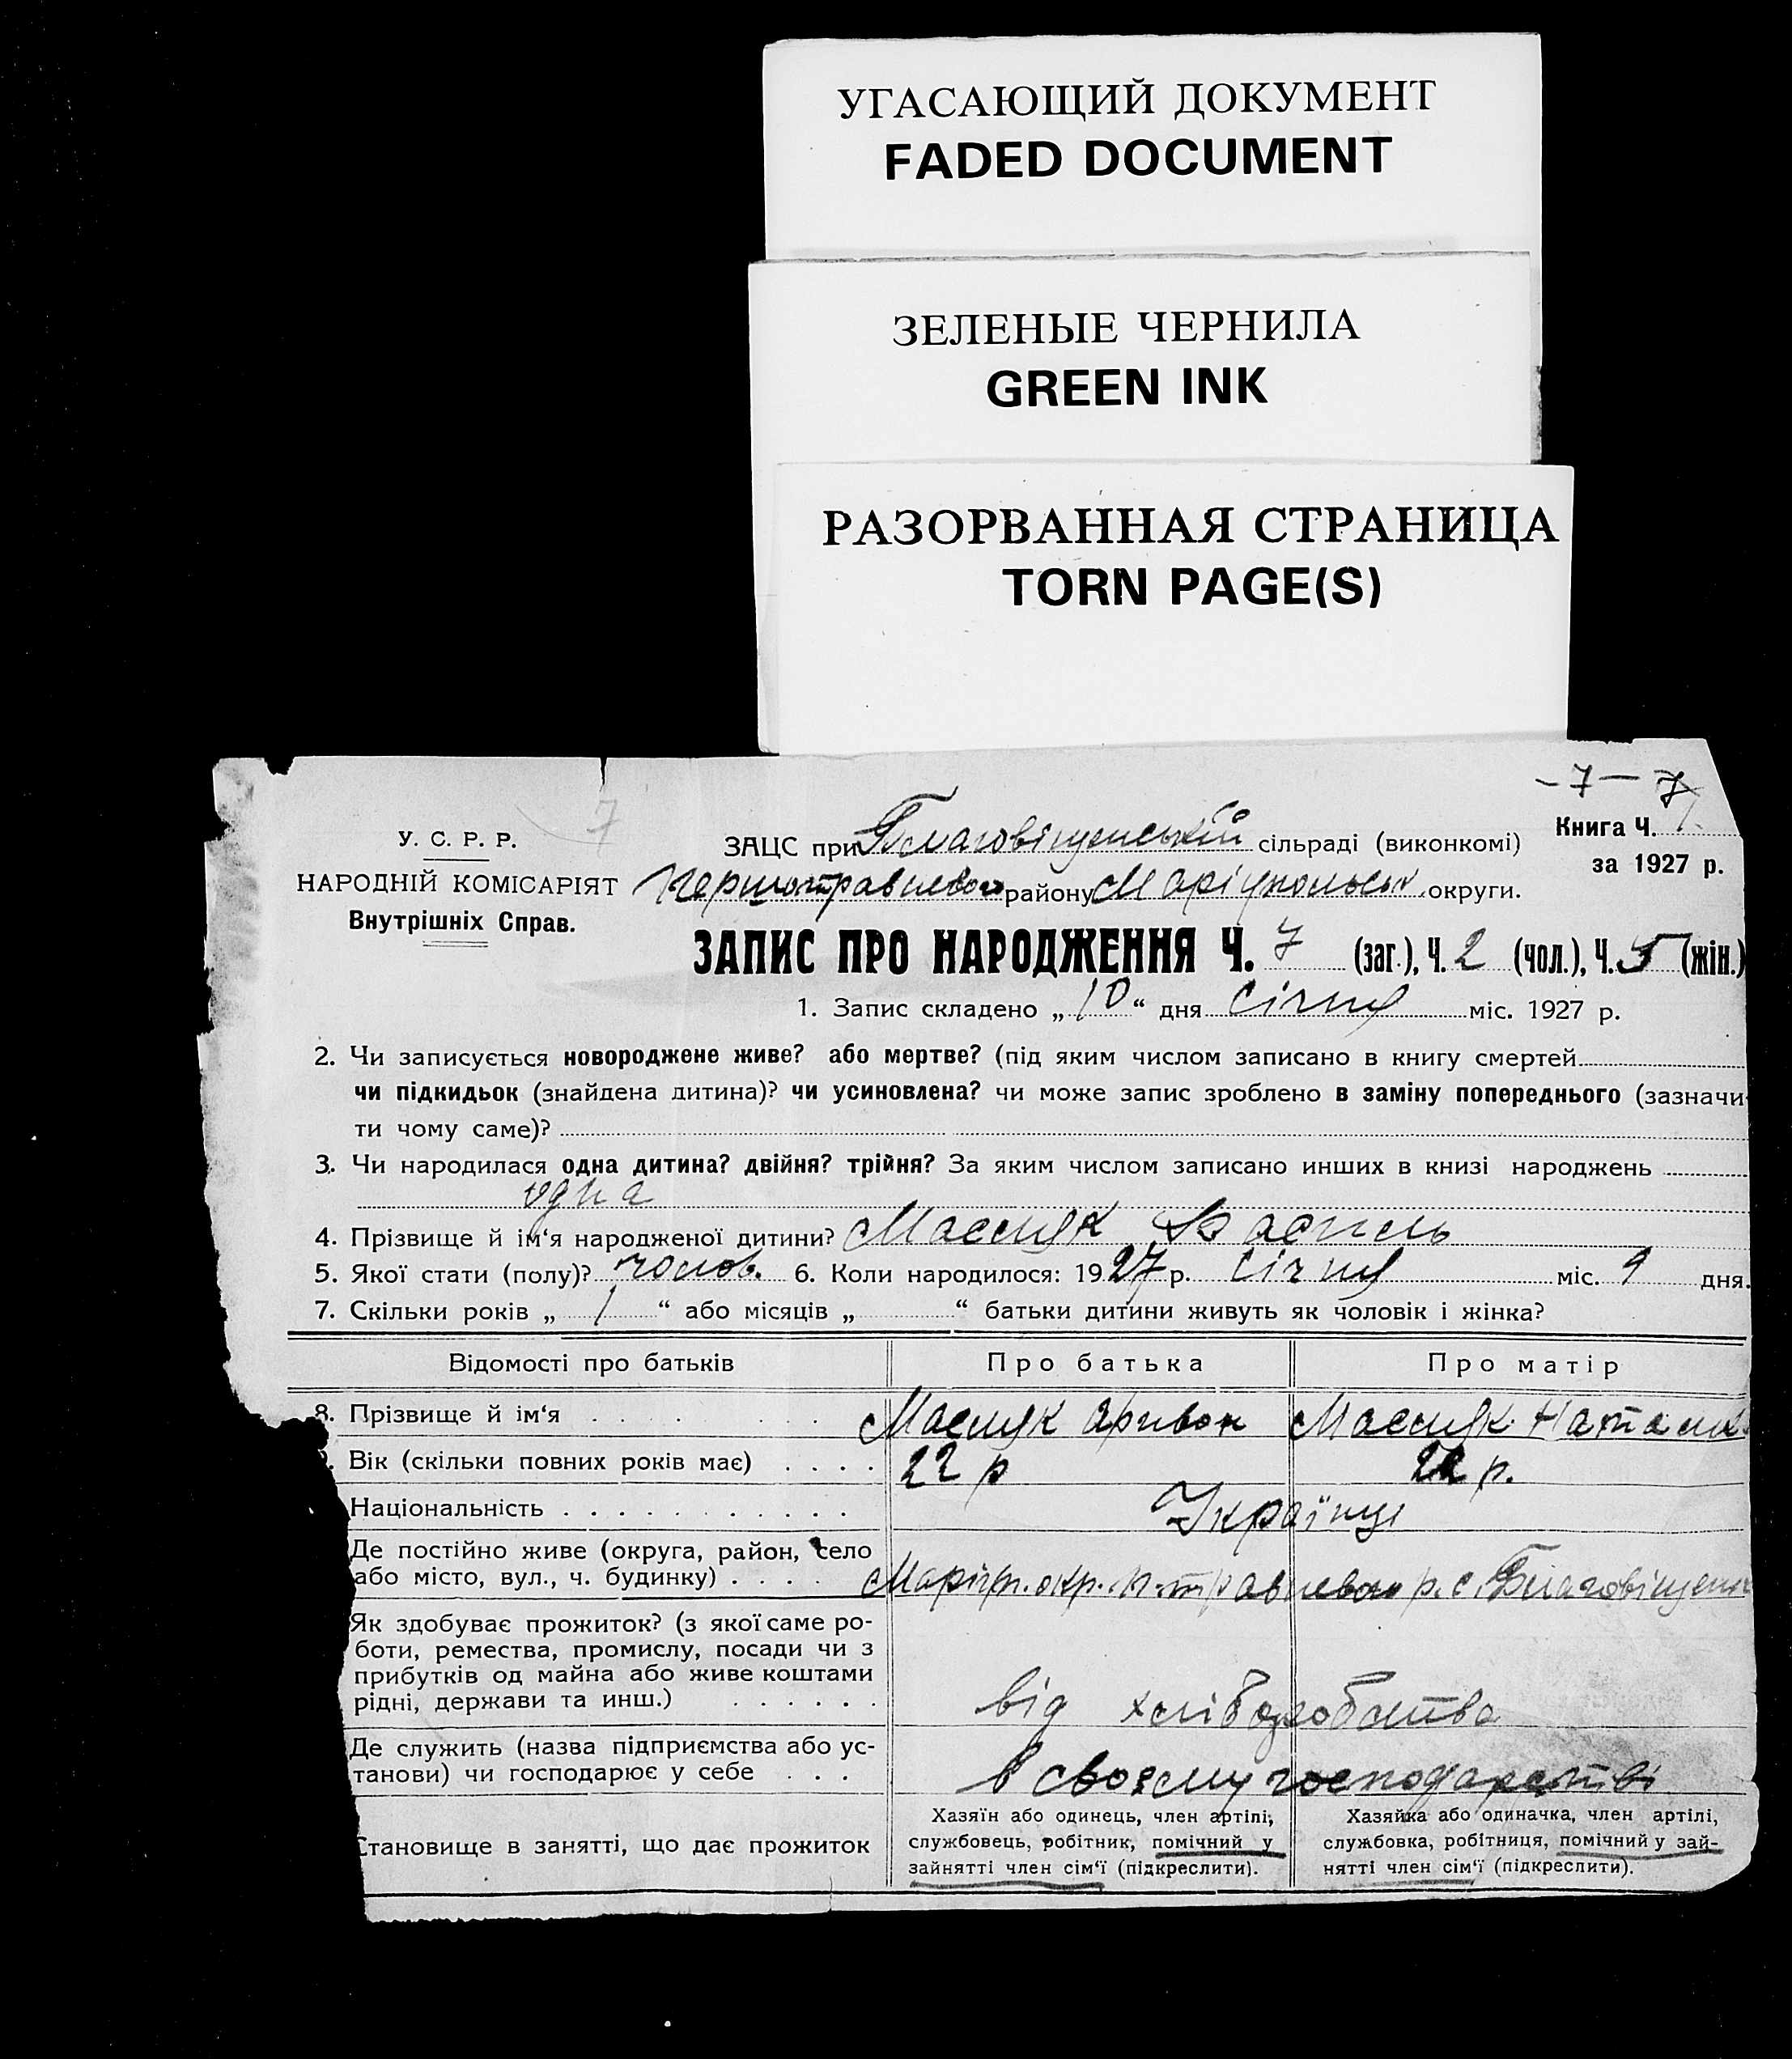 УГАСАЮЩИЙ ДОКУМЕНТ
FADED DOCUMENT
ЗЕЛЕНЫЕ ЧЕРНИЛА
GREEN INK
РАЗОРВАННАЯ СТРАНИЦА
TORN PAGE(S)
-7- 7
7
У. С. Р. Р.
НАРОДНІЙ КОМІСАРІЯТ
Внутрішніх Справ.
ЗАЦС при Благовіщенській сільраді (виконкомі)
Першотравневого району Маріупольськ. округи.
Книга Ч. 1.
за 1927 р.
ЗАПИС ПРО НАРОДЖЕННЯ Ч. 7 (заг.), Ч. 2 (чол.), Ч. 5 (жін.)
1. Запис складено „10“ дня Січня міс. 1927 р.
2. Чи записується новороджене живе? або мертве? (під яким числом записано в книгу смертей
чи підкидьок (знайдена дитина)? чи усиновлена? чи може запис зроблено в заміну попереднього (зазначи-
ти чому саме)?
3. Чи народилася одна дитина? двійня? трійня? За яким числом записано инших в книзі народжень
одна
4. Прізвище й ім‘я народженої дитини? Маслюк Василь
5. Якої стати (полу)? чолов. 6. Коли народилося: 1927 р. Січня міс. 9 дня.
7. Скільки років „1“ або місяців „ “ батьки дитини живуть як чоловік і жінка?
Відомості про батьків Про батька Про матір
8. Прізвище й ім‘я Маслюк Маслюк Наталка
. Вік (скільки повних років має) 22 р 22 р.
Національність Українці
Де постійно живе (округа, район, село
або місто, вул., ч. будинку) Маріуп. окр. П. травневого р. с. Благовіщенк
Як здобуває прожиток? (з якої саме ро-
боти, ремества, промислу, посади чи з
прибутків од майна або живе коштами
рідні, держави та инш.) від хліборобства
Де служить (назва підприємства або ус-
танови) чи господарює у себе в своєму господарстві
Становище в занятті, що дає прожиток
Хазяїн або одинець, член артілі,
службовець, робітник, помічний у
зайнятті член сім‘ї (підкреслити).
Хазяйка або одиначка, член артілі,
службовка, робітниця, помічний у зай-
нятті член сім‘ї (підкреслити).